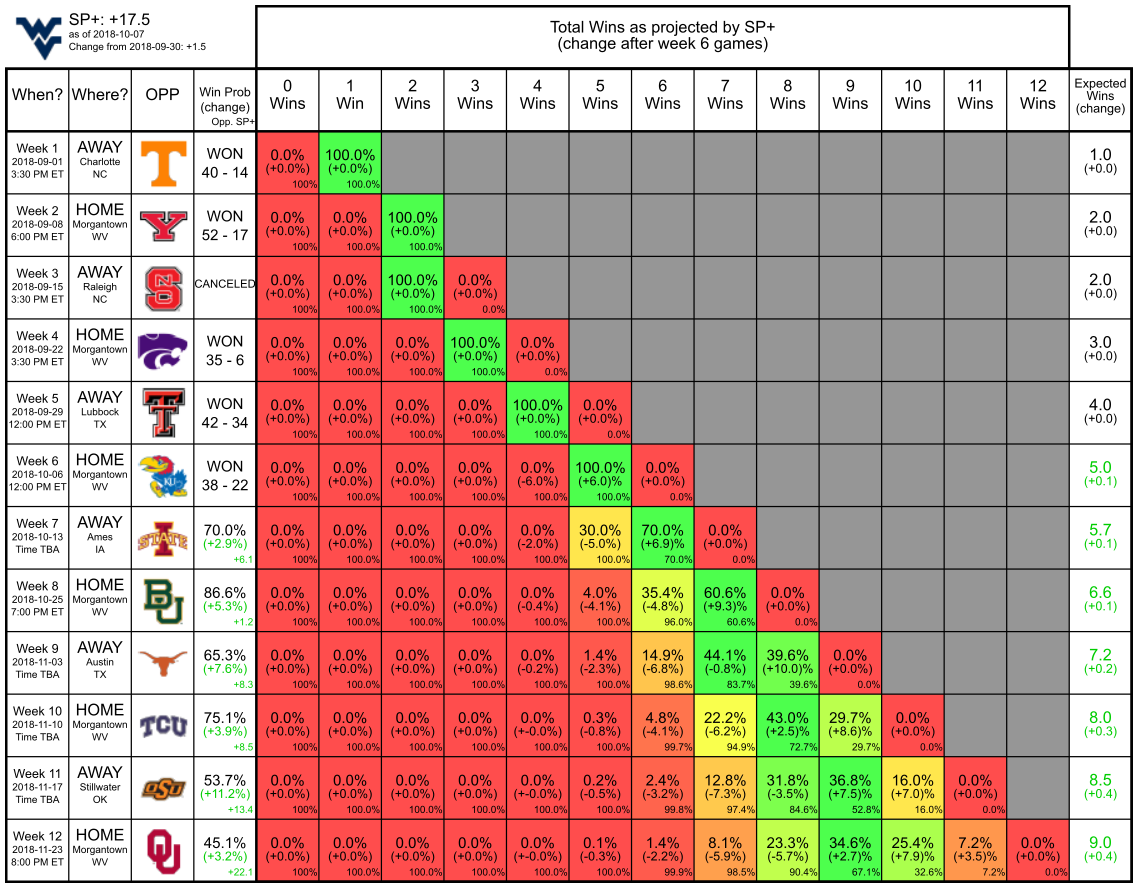 WV
SP+: +17.5
as of 2018-10-07
Change from 2018-09-30: +1.5
Total Wins as projected by SP+
(change after week 6 games)
When? Where? OPP Win Prob (change) Opp. SP+ 0 Wins 1 Win 2 Wins 3 Wins 4 Wins 5 Wins 6 Wins 7 Wins 8 Wins 9 Wins 10 Wins 11 Wins 12 Wins Expected Wins (change)
Week 1 AWAY T WON 0.0% 100.0% 1.0
2018-09-01 Charlotte 40 - 14 (+0.0%) (+0.0%) (+0.0)
3:30 PM ET NC 100% 100.0%
Week 2 HOME Y WON 0.0% 0.0% 100.0% 2.0
2018-09-08 Morgantown 52 - 17 (+0.0%) (+0.0%) (+0.0%) (+0.0)
6:00 PM ET WV 100% 100.0% 100.0%
Week 3 AWAY NCS CANCELED 0.0% 0.0% 100.0% 0.0% 2.0
2018-09-15 Raleigh (+0.0%) (+0.0%) (+0.0%) (+0.0%) (+0.0)
3:30 PM ET NC 100% 100.0% 100.0% 0.0%
Week 4 HOME WON 0.0% 0.0% 0.0% 100.0% 0.0% 3.0
2018-09-22 Morgantown 35 - 6 (+0.0%) (+0.0%) (+0.0%) (+0.0%) (+0.0%) (+0.0)
3:30 PM ET WV 100% 100.0% 100.0% 100.0% 0.0%
Week 5 AWAY TT WON 0.0% 0.0% 0.0% 0.0% 100.0% 0.0% 4.0
2018-09-29 Lubbock 42 - 34 (+0.0%) (+0.0%) (+0.0%) (+0.0%) (+0.0%) (+0.0%) (+0.0)
12:00 PM ET TX 100% 100.0% 100.0% 100.0% 100.0% 0.0%
Week 6 HOME KU WON 0.0% 0.0% 0.0% 0.0% 0.0% 100.0% 0.0% 5.0
2018-10-06 Morgantown 38 - 22 (+0.0%) (+0.0%) (+0.0%) (+0.0%) (-6.0%) (+6.0)% (+0.0%) (+0.1)
12:00 PM ET WV 100% 100.0% 100.0% 100.0% 100.0% 100.0% 0.0%
Week 7 AWAY I STATE 70.0% 0.0% 0.0% 0.0% 0.0% 0.0% 30.0% 70.0% 0.0% 5.7
2018-10-13 Ames (+2.9%) (+0.0%) (+0.0%) (+0.0%) (+0.0%) (-2.0%) (-5.0%) (+6.9)% (+0.0%) (+0.1)
Time TBA IA +6.1 100% 100.0% 100.0% 100.0% 100.0% 100.0% 70.0% 0.0%
Week 8 HOME BU 86.6% 0.0% 0.0% 0.0% 0.0% 0.0% 4.0% 35.4% 60.6% 0.0% 6.6
2018-10-25 Morgantown (+5.3%) (+0.0%) (+0.0%) (+0.0%) (+0.0%) (-0.4%) (-4.1%) (-4.8%) (+9.3)% (+0.0%) (+0.1)
7:00 PM ET WV +1.2 100% 100.0% 100.0% 100.0% 100.0% 100.0% 96.0% 60.6% 0.0%
Week 9 AWAY 65.3% 0.0% 0.0% 0.0% 0.0% 0.0% 1.4% 14.9% 44.1% 39.6% 0.0% 7.2
2018-11-03 Austin (+7.6%) (+0.0%) (+0.0%) (+0.0%) (+0.0%) (-0.2%) (-2.3%) (-6.8%) (-0.8%) (+10.0)% (+0.0%) (+0.2)
Time TBA TX +8.3 100% 100.0% 100.0% 100.0% 100.0% 100.0% 98.6% 83.7% 39.6% 0.0%
Week 10 HOME TCU 75.1% 0.0% 0.0% 0.0% 0.0% 0.0% 0.3% 4.8% 22.2% 43.0% 29.7% 0.0% 8.0
2018-11-10 Morgantown (+3.9%) (+0.0%) (+0.0%) (+0.0%) (+0.0%) (+-0.0%) (-0.8%) (-4.1%) (-6.2%) (+2.5)% (+8.6)% (+0.0%) (+0.3)
Time TBA WV +8.5 100% 100.0% 100.0% 100.0% 100.0% 100.0% 99.7% 94.9% 72.7% 29.7% 0.0%
Week 11 AWAY OSU 53.7% 0.0% 0.0% 0.0% 0.0% 0.0% 0.2% 2.4% 12.8% 31.8% 36.8% 16.0% 0.0% 8.5
2018-11-17 Stillwater (+11.2%) (+0.0%) (+0.0%) (+0.0%) (+0.0%) (+-0.0%) (-0.5%) (-3.2%) (-7.3%) (-3.5%) (+7.5)% (+7.0)% (+0.0%) (+0.4)
Time TBA OK +13.4 100% 100.0% 100.0% 100.0% 100.0% 100.0% 99.8% 97.4% 84.6% 52.8% 16.0% 0.0%
Week 12 HOME OU 45.1% 0.0% 0.0% 0.0% 0.0% 0.0% 0.1% 1.4% 8.1% 23.3% 34.6% 25.4% 7.2% 0.0% 9.0
2018-11-23 Morgantown (+3.2%) (+0.0%) (+0.0%) (+0.0%) (+0.0%) (+-0.0%) (-0.3%) (-2.2%) (-5.9%) (-5.7%) (+2.7)% (+7.9)% (+3.5)% (+0.0%) (+0.4)
8:00 PM ET WV +22.1 100% 100.0% 100.0% 100.0% 100.0% 100.0% 99.9% 98.5% 90.4% 67.1% 32.6% 7.2% 0.0%